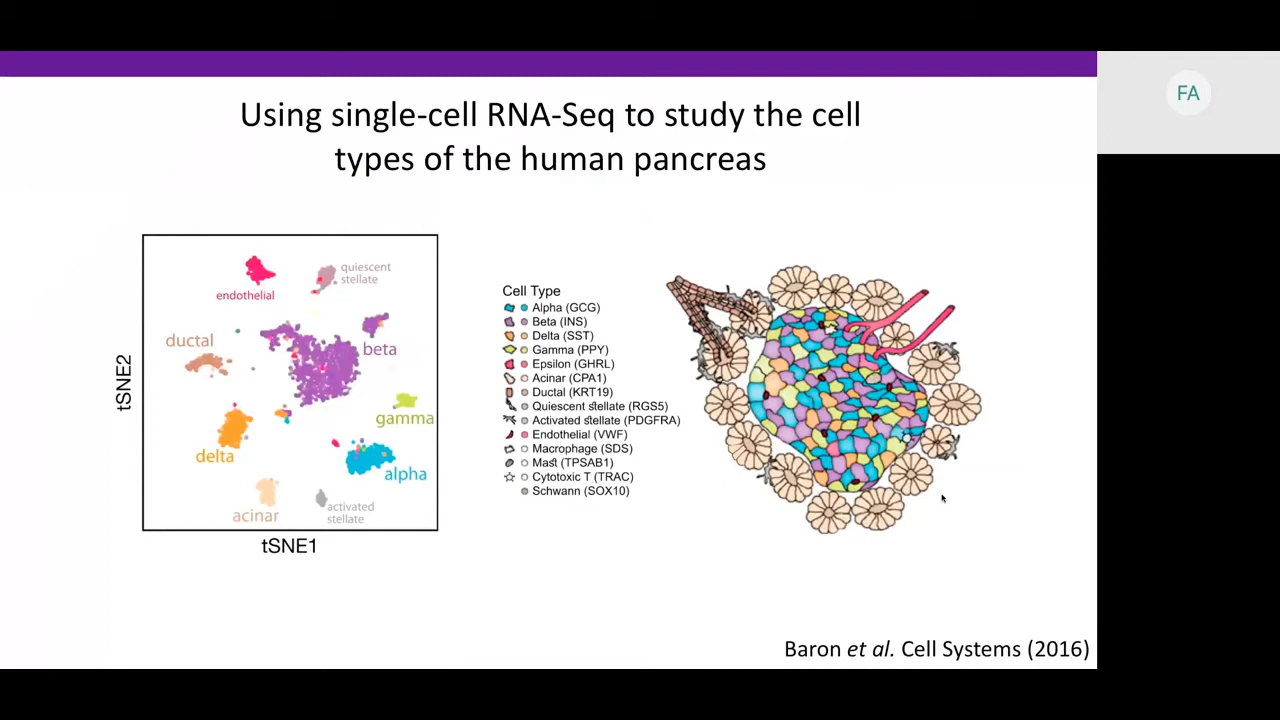 FA
Using single-cell RNA-Seq to study the cell
types of the human pancreas
tSNE2
endothelial
quiescent
stellate
ductal
beta
gamma
delta
alpha
acinar
activated
stellate
tSNE1
Cell Type
Alpha (GCG)
Beta (INS)
Delta (SST)
Gamma (PPY)
Epsilon (GHRL)
Acinar (CPA1)
Ductal (KRT19)
Quiescent stellate (RGS5)
Activated stellate (PDGFRA)
Endothelial (VWF)
Macrophage (SDS)
Mast (TPSAB1)
Cytotoxic T (TRAC)
Schwann (SOX10)
Baron et al. Cell Systems (2016)